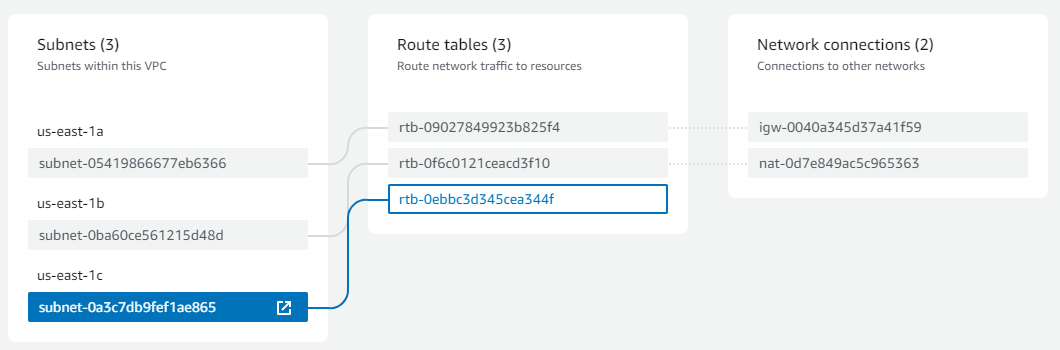 Subnets (3)
Subnets within this VPC
us-east-1a
subnet-05419866677eb6366
us-east-1b
subnet-0ba60ce561215d48d
us-east-1c
subnet-0a3c7db9fef1ae865
Route tables (3)
Route network traffic to resources
rtb-09027849923b825f4
rtb-0f6c0121ceacd3f10
rtb-0ebbc3d345cea344f
Network connections (2)
Connections to other networks
igw-0040a345d37a41f59
nat-0d7e849ac5c965363